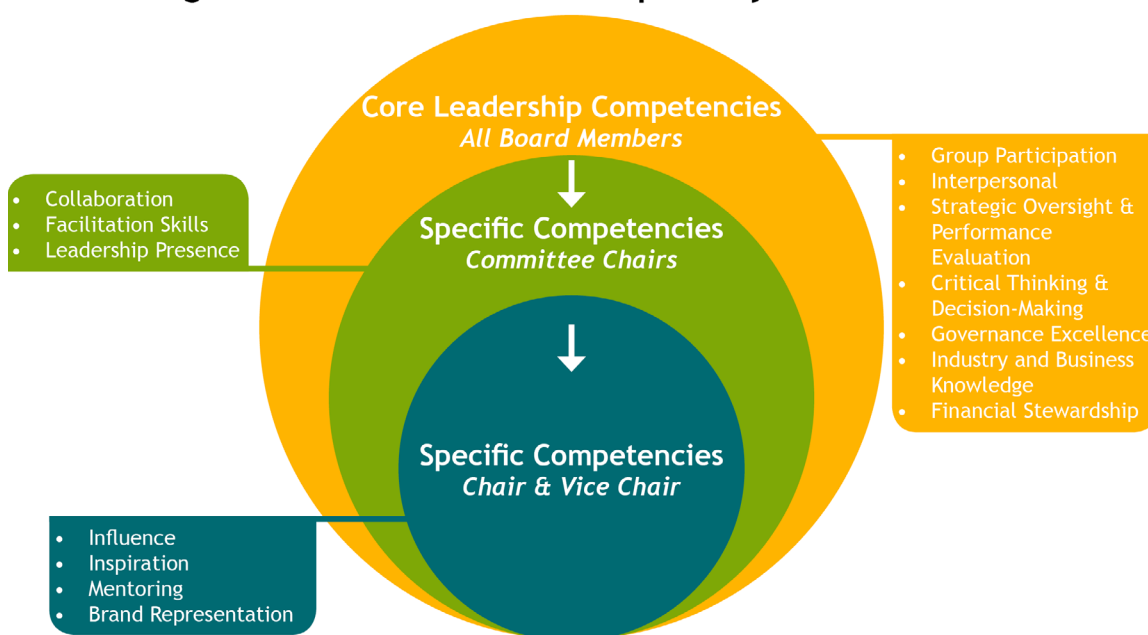 Core Leadership Competencies
All Board Members
• Group Participation
• Interpersonal
• Strategic Oversight &
Performance
Evaluation
• Critical Thinking &
Decision-Making
• Governance Excellence
• Industry and Business
Knowledge
• Financial Stewardship
• Collaboration
• Facilitation Skills
• Leadership Presence
Specific Competencies
Committee Chairs
Specific Competencies
Chair & Vice Chair
• Influence
• Inspiration
• Mentoring
• Brand Representation